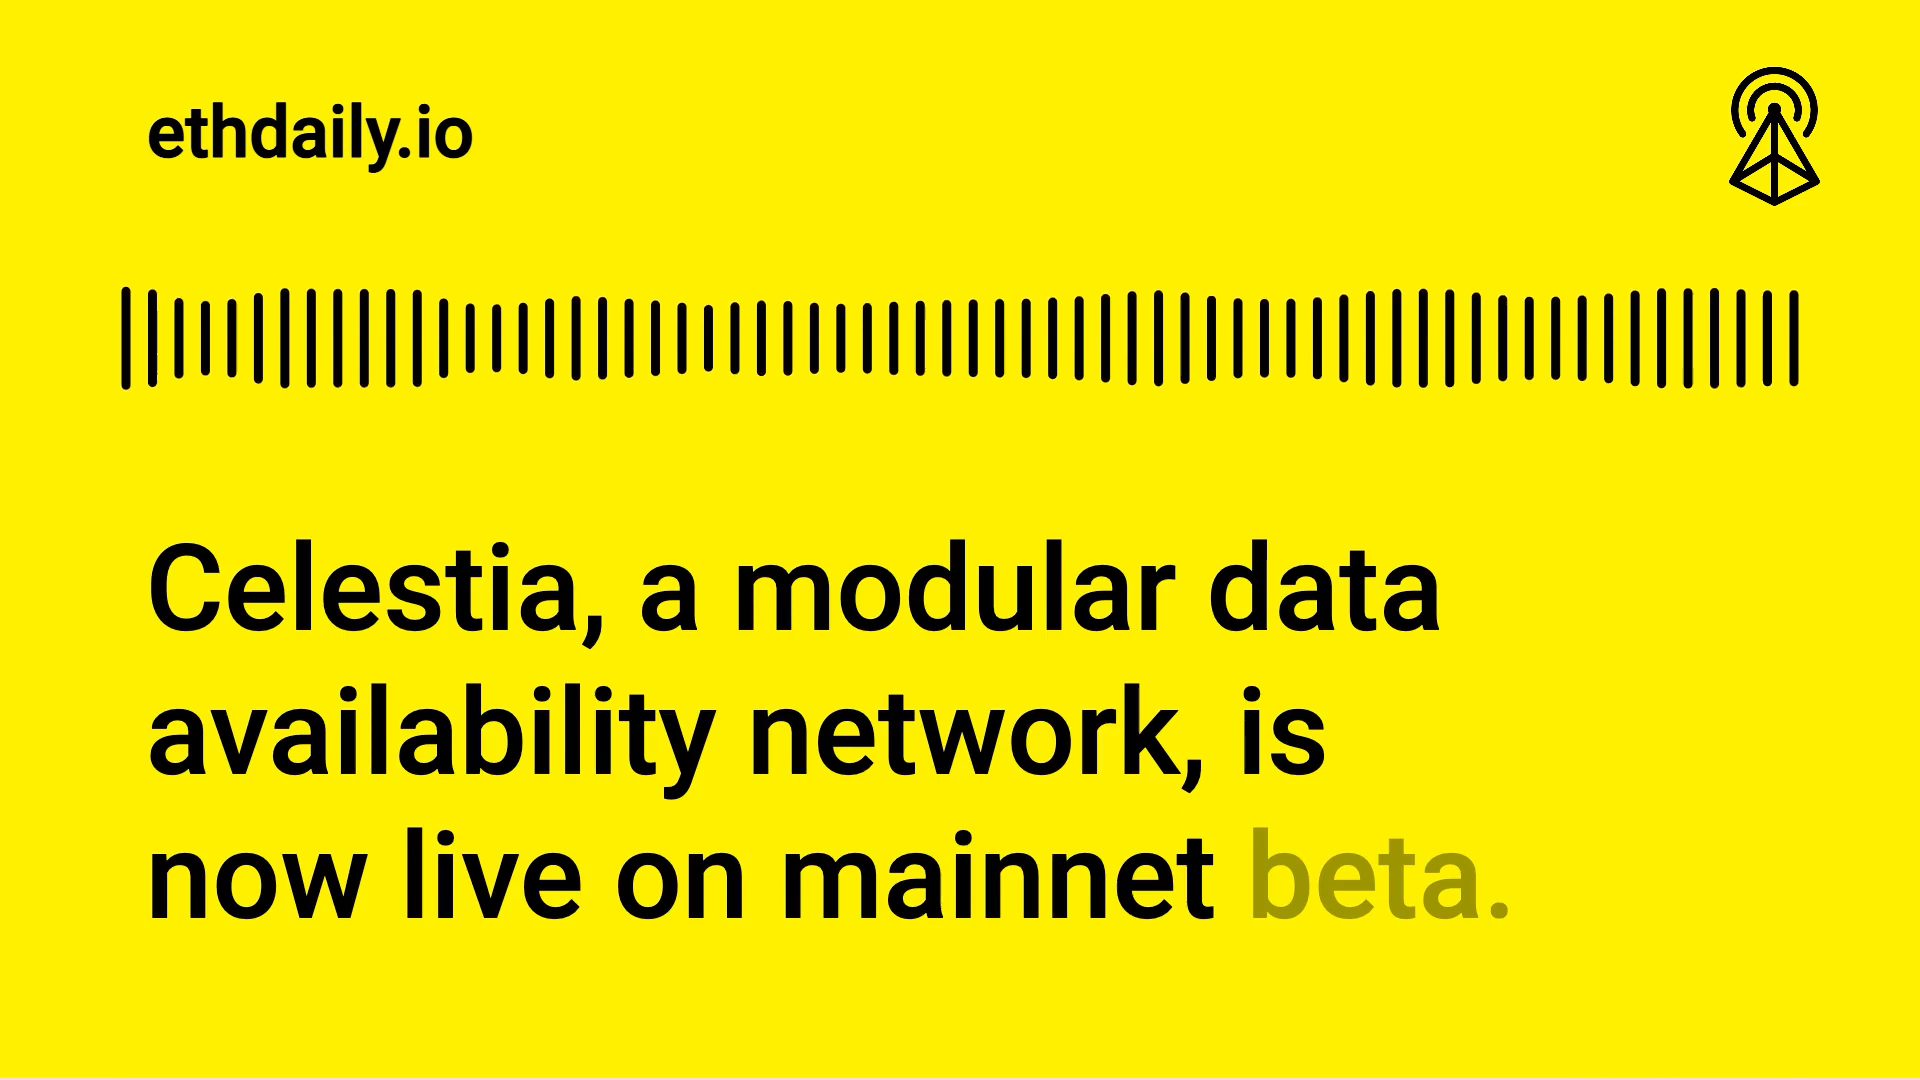 ethdaily.io
Celestia, a modular data
availability network, is
now live on mainnet beta.